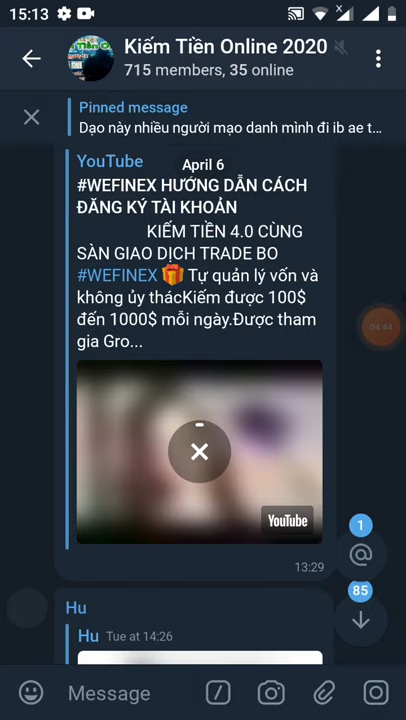 15:13
Kiếm Tiền Online 2020
715 members, 35 online
Pinned message
Dạo này nhiều người mạo danh mình đi ib ae t...
YouTube
April 6
#WEFINEX HƯỚNG DẪN CÁCH
ĐĂNG KÝ TÀI KHOẢN
KIẾM TIỀN 4.0 CÙNG
SÀN GIAO DỊCH TRADE BO
#WEFINEX 🎁 Tự quản lý vốn và
không ủy thácKiếm được 100$
đến 1000$ mỗi ngày.Được tham
gia Gro...
04:44
YouTube
1
@
13:29
85
Hu
Hu Tue at 14:26
Message